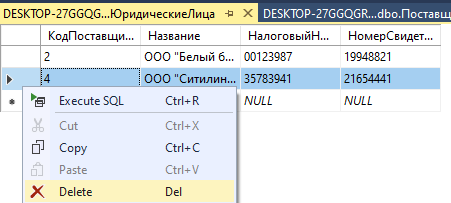 DESKTOP-27GGQG...ЮридическиеЛица DESKTOP-27GGQGR...dbo.Поставщ
КодПоставщи... Название НалоговыйН... НомерСвидет...
2 ООО "Белый б... 00123987 19948821
4 ООО "Ситилин... 35783941 21654441
NULL NULL
Execute SQL Ctrl+R
Cut Ctrl+X
Copy Ctrl+C
Paste Ctrl+V
Delete Del